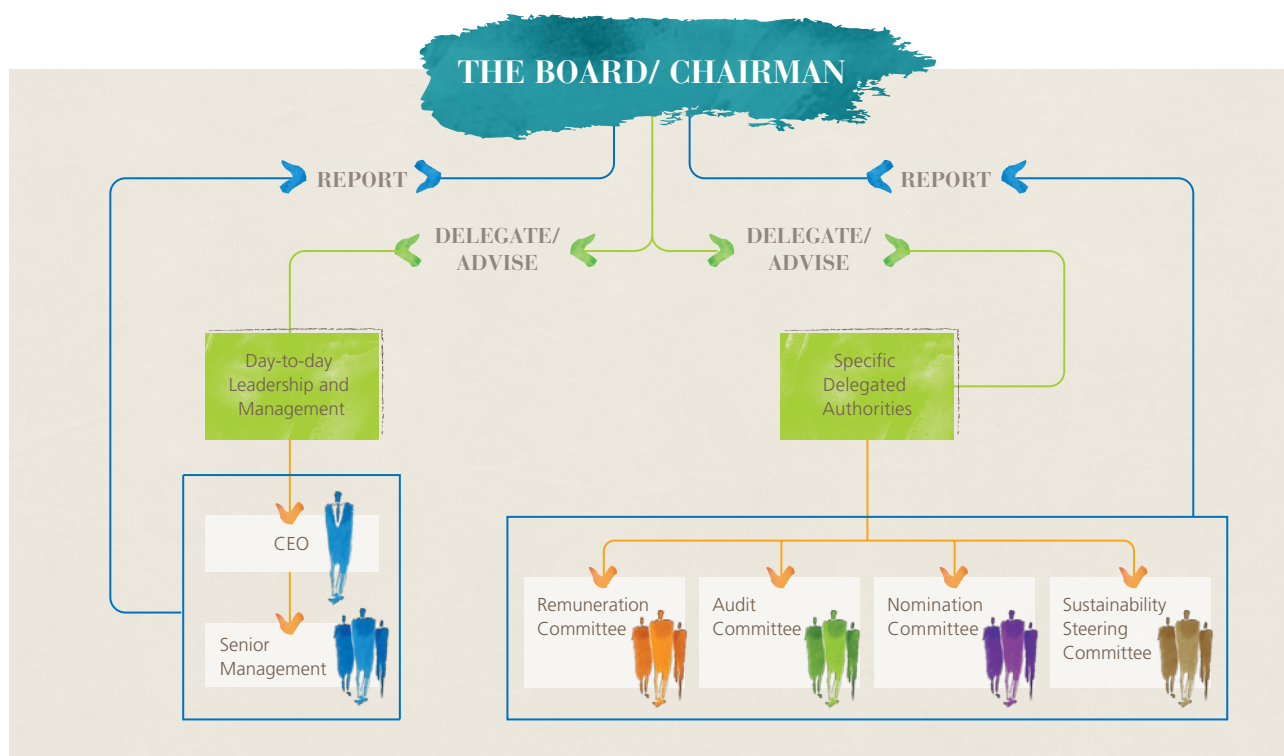 THE BOARD/ CHAIRMAN
REPORT
REPORT
DELEGATE/
ADVISE
DELEGATE/
ADVISE
Day-to-day
Leadership and
Management
Specific
Delegated
Authorities
CEO
Senior
Management
Remuneration
Committee
Audit
Committee
Nomination
Committee
Sustainability
Steering
Committee